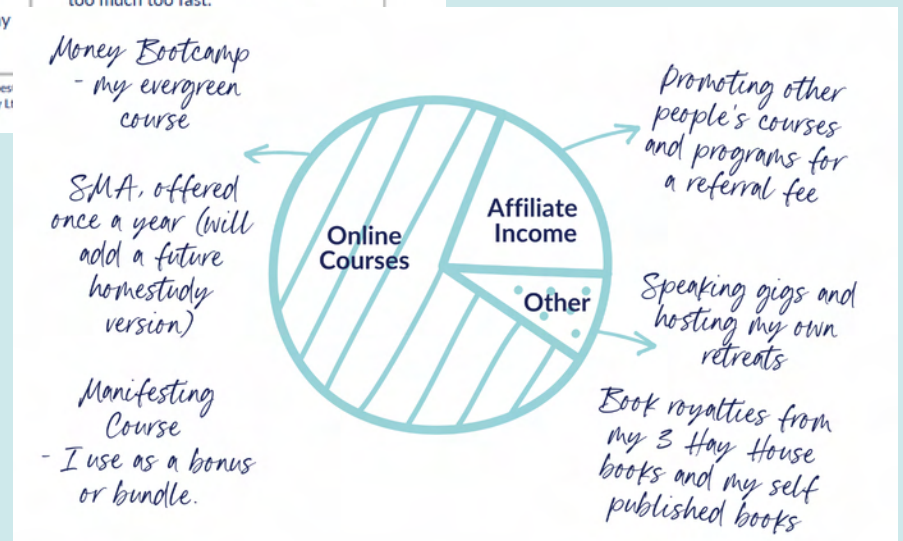 too much too fast.
Money Bootcamp
- my evergreen
course
SMA, offered
once a year (will
add a future
homestudy
version)
Manifesting
Course
- I use as a bonus
or bundle.
Online
Courses
Affiliate
Income
Other
Promoting other
people's courses
and programs for
a referral fee
Speaking gigs and
hosting my own
retreats
Book royalties from
my 3 Hay House
books and my self
published books